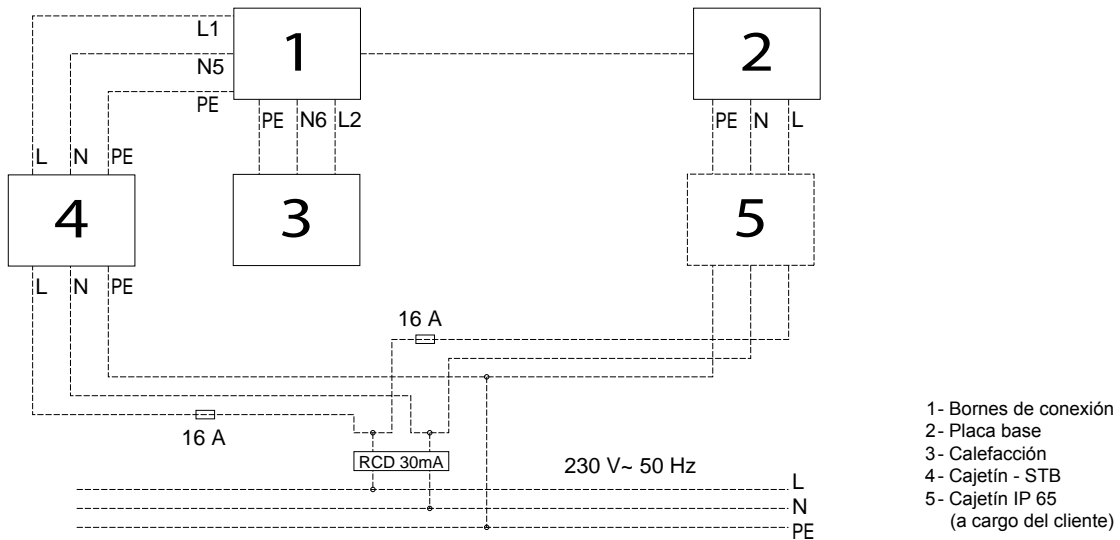 L1
1
2
N5
PE
PE N6 L2
PE N L
L N PE
4
3
5
L N PE
16 A
16 A
RCD 30mA
230 V~ 50 Hz
L
N
PE
1- Bornes de conexión
2- Placa base
3- Calefacción
4- Cajetín - STB
5- Cajetín IP 65
(a cargo del cliente)